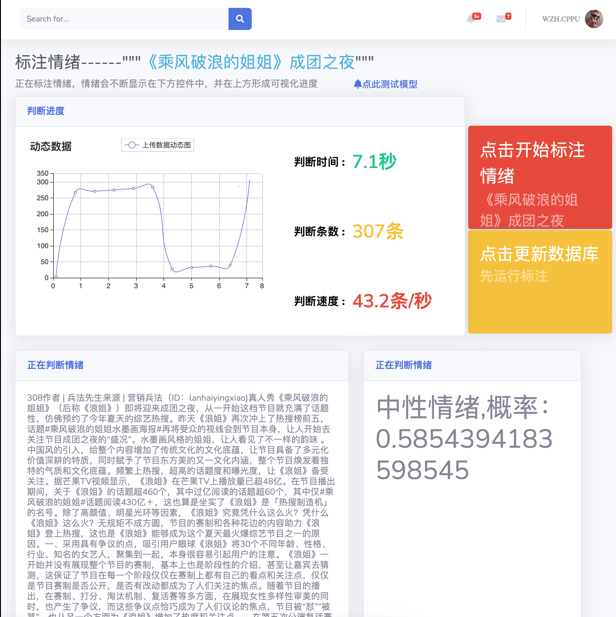 Search for...
34
7
WZH.CPPU
标注情绪------"""《乘风破浪的姐姐》成团之夜"""
正在标注情绪，情绪会不断显示在下方控件中，并在上方形成可视化进度
点此测试模型
判断进度
动态数据
上传数据动态图
350
300
250
200
150
100
50
0
0 1 2 3 4 5 6 7 8
判断时间： 7.1秒
判断条数： 307条
判断速度： 43.2条/秒
点击开始标注
情绪
《乘风破浪的姐
姐》成团之夜
点击更新数据库
先运行标注
正在判断情绪
308作者 | 兵法先生来源 | 营销兵法（ID：lanhaiyingxiao)真人秀《乘风破浪的
姐姐》（后称《浪姐》）即将迎来成团之夜，从一开始这档节目就充满了话题
性，仿佛预约了今年夏天的综艺热搜。昨天《浪姐》再次冲上了热搜榜前五，
话题#乘风破浪的姐姐水墨画海报#再将受众的视线会到节目本身，让人开始去
关注节目成团之夜的“盛况”。水墨画风格的姐姐，让人看见了不一样的韵味 。
中国风的引入，给整个内容增加了传统文化的文化底蕴，让节目具备了多元化
价值深耕的特质，同时赋予了节目东方美的又一文化内涵，整个节目焕发着独
特的气质和文化底蕴。频繁上热搜，超高的话题度和曝光度，让《浪姐》备受
关注。据芒果TV视频显示，《浪姐》在芒果TV上播放量已超48亿。在节目播出
期间，关于《浪姐》的话题超460个，其中过亿阅读的话题超60个，其中仅#乘
风破浪的姐姐#话题阅读430亿＋，这也算是坐实了《浪姐》是「热搜制造机」
的名号。除了高颜值、明星光环等因素，《浪姐》究竟凭什么这么火？凭什么
《浪姐》这么火？无规矩不成方圆，节目的赛制和各种花边的内容助力《浪
姐》登上热搜，这也是《浪姐》能够成为这个夏天最火爆综艺节目之一的原
因。一、采用具有争议的点，吸引用户眼球《浪姐》将30个不同年龄、性格、
行业、知名的女艺人，聚集到一起，本身很容易引起用户的注意。《浪姐》一
开始并没有展现整个节目的赛制，基本上也是阶段性的介绍，甚至让嘉宾去猜
测，这保证了节目在每一个阶段仅仅在赛制上都有自己的看点和关注点，仅仅
是节目赛制是否公开，是否有改动都成为了人们关注的焦点。随着节目的播
出，在赛制、打分、淘汰机制、复活赛等多方面，在展现女性多样性审美的同
时，也产生了争议，而这些争议点恰巧成为了人们议论的焦点，节目被“怼”“被
正在判断情绪
中性情绪,概率：
0.5854394183
598545